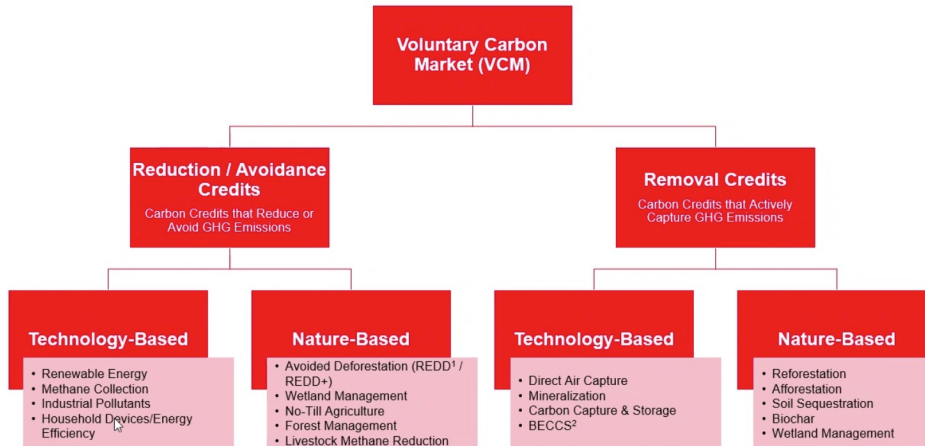 Voluntary Carbon
Market (VCM)
Reduction / Avoidance
Credits
Carbon Credits that Reduce or
Avoid GHG Emissions
Removal Credits
Carbon Credits that Actively
Capture GHG Emissions
Technology-Based
• Renewable Energy
• Methane Collection
• Industrial Pollutants
• Household Devices/Energy
Efficiency
Nature-Based
• Avoided Deforestation (REDD¹ /
REDD+)
• Wetland Management
• No-Till Agriculture
• Forest Management
• Livestock Methane Reduction
Technology-Based
• Direct Air Capture
• Mineralization
• Carbon Capture & Storage
• BECCS²
Nature-Based
• Reforestation
• Afforestation
• Soil Sequestration
• Biochar
• Wetland Management